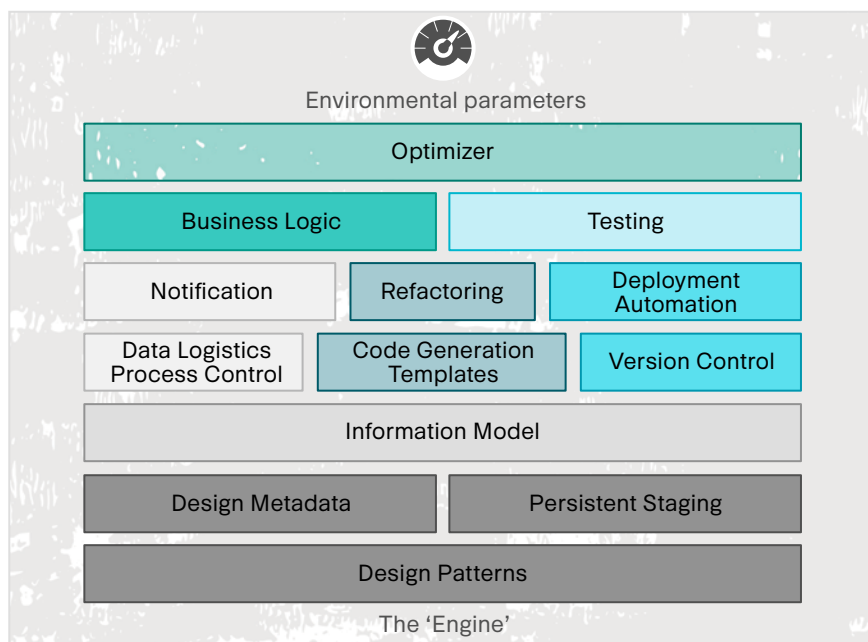 Environmental parameters
Optimizer
Business Logic
Testing
Notification
Refactoring
Deployment
Automation
Data Logistics
Process Control
Code Generation
Templates
Version Control
Information Model
Design Metadata
Persistent Staging
Design Patterns
The ‘Engine’